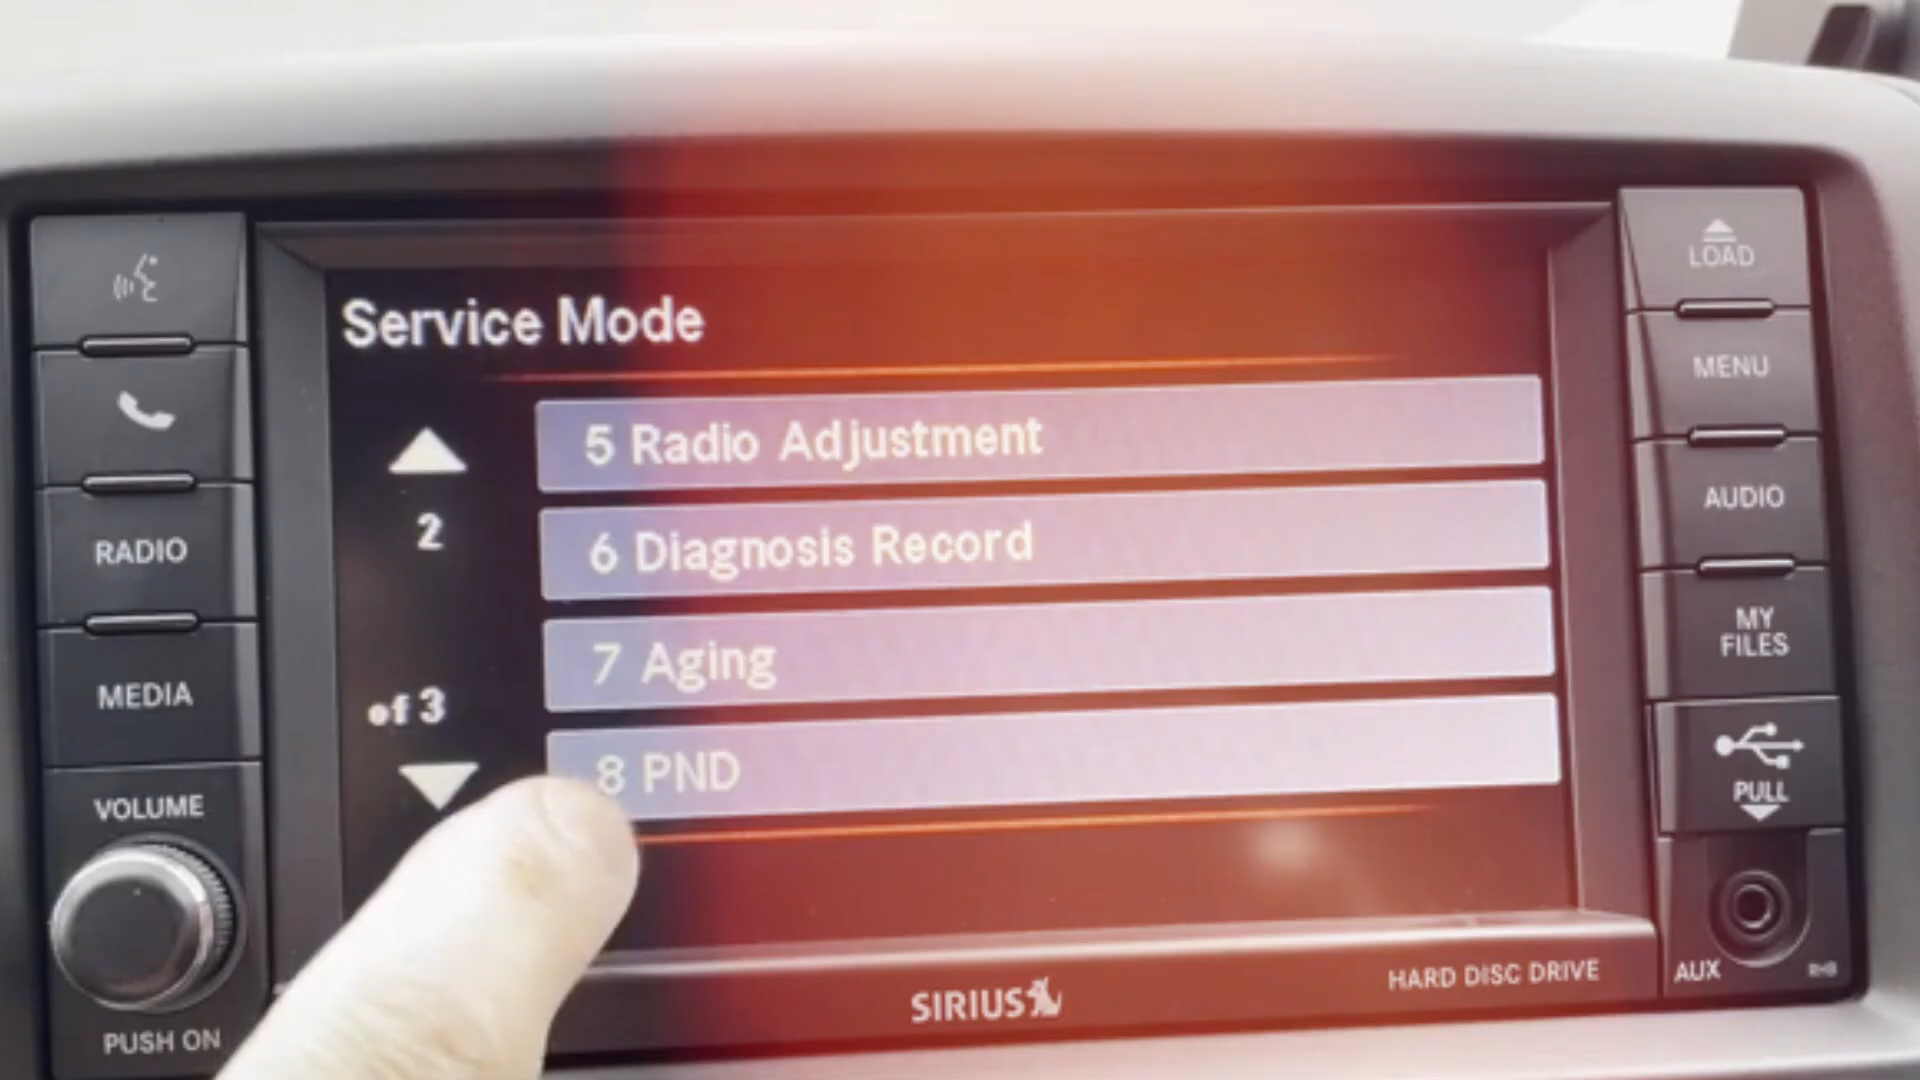 Service Mode
5 Radio Adjustment
2
6 Diagnosis Record
7 Aging
of 3
8 PND
RADIO
MEDIA
VOLUME
PUSH ON
LOAD
MENU
AUDIO
MY
FILES
PULL
AUX
SIRIUS
HARD DISC DRIVE